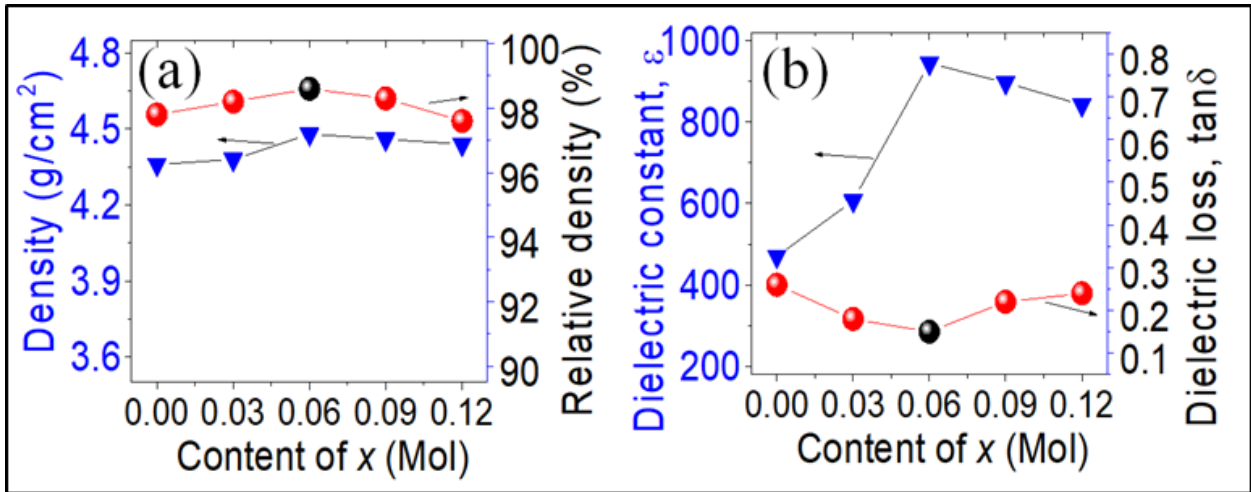 (a)
Density (g/cm²)
4.8
4.5
4.2
3.9
3.6
100
98
96
94
92
90
Relative density (%)
0.00 0.03 0.06 0.09 0.12
Content of x (Mol)
(b)
Dielectric constant, ε
1000
800
600
400
200
0.8
0.7
0.6
0.5
0.4
0.3
0.2
0.1
Dielectric loss, tanδ
0.00 0.03 0.06 0.09 0.12
Content of x (Mol)